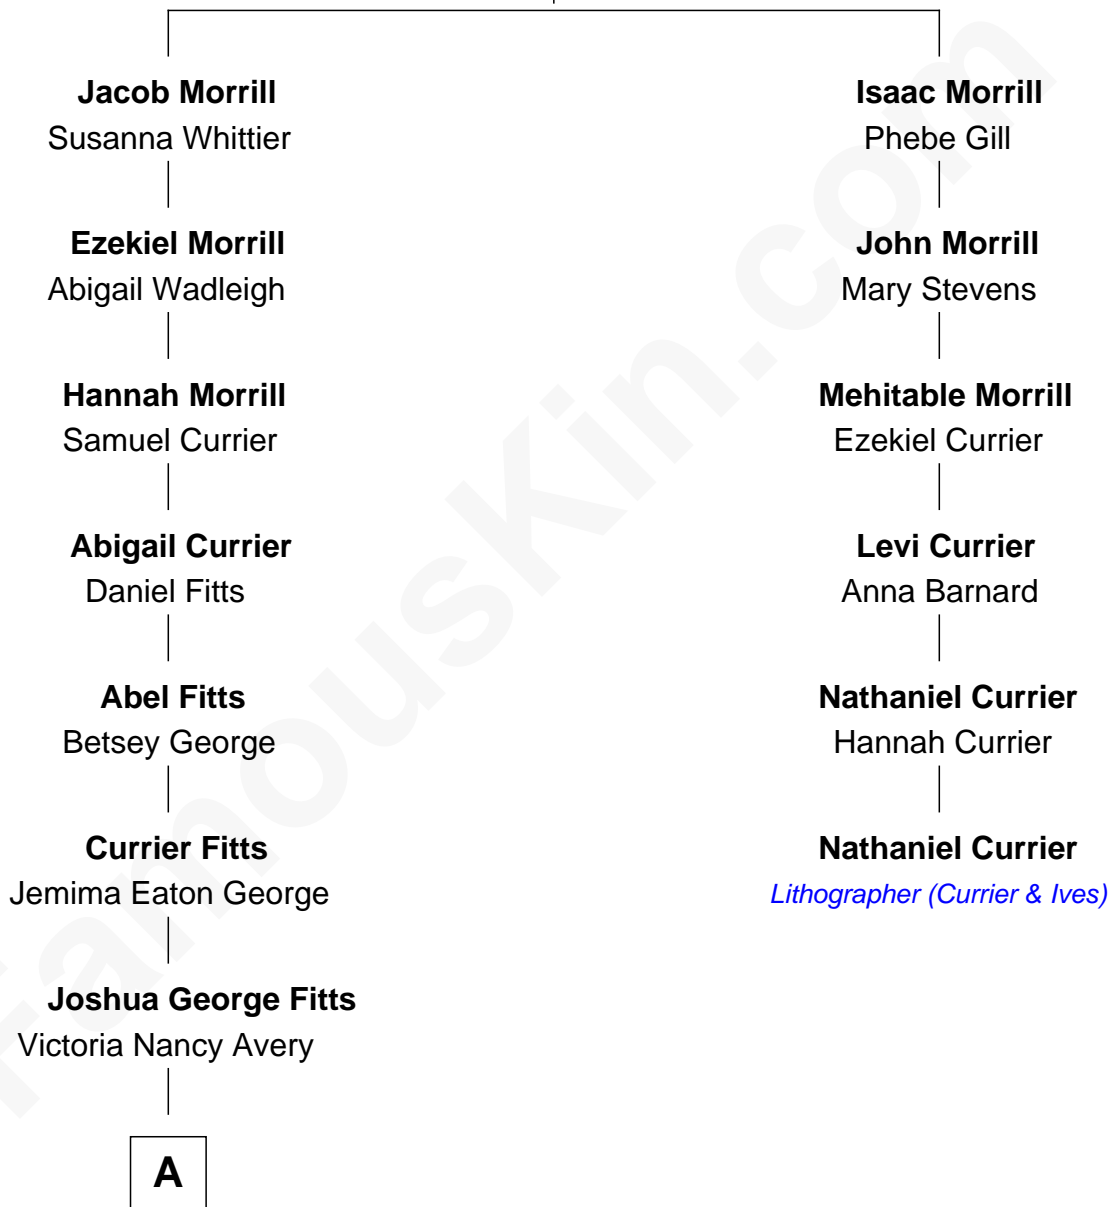 Jacob Morrill
Susanna Whittier
Ezekiel Morrill
Abigail Wadleigh
Hannah Morrill
Samuel Currier
Abigail Currier
Daniel Fitts
Abel Fitts
Betsey George
Currier Fitts
Jemima Eaton George
Joshua George Fitts
Victoria Nancy Avery
A
Isaac Morrill
Phebe Gill
John Morrill
Mary Stevens
Mehitable Morrill
Ezekiel Currier
Levi Currier
Anna Barnard
Nathaniel Currier
Hannah Currier
Nathaniel Currier
Lithographer (Currier & Ives)
FamousKin.com